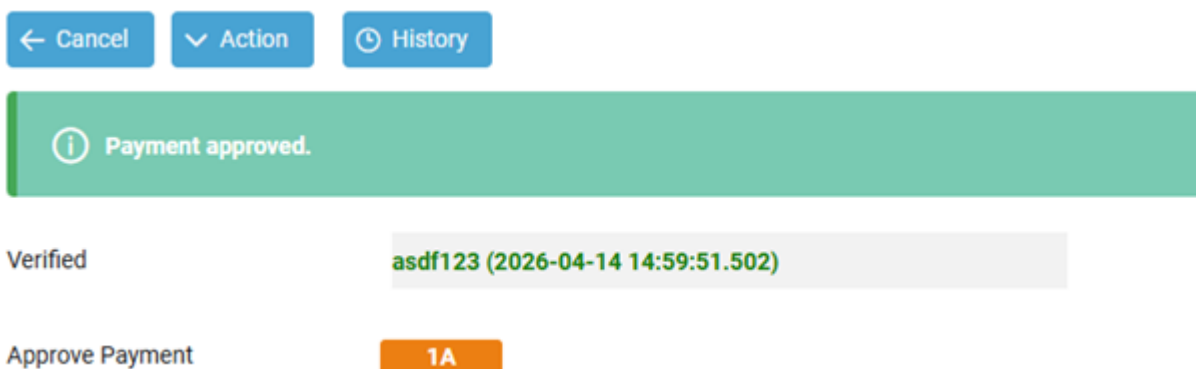 Cancel Action History
Payment approved.
Verified asdf123 (2026-04-14 14:59:51.502)
Approve Payment 1A